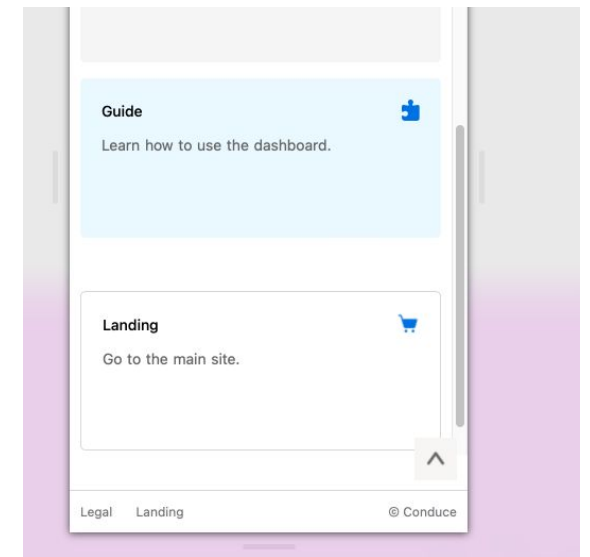 Guide
Learn how to use the dashboard.
Landing
Go to the main site.
Legal Landing © Conduce